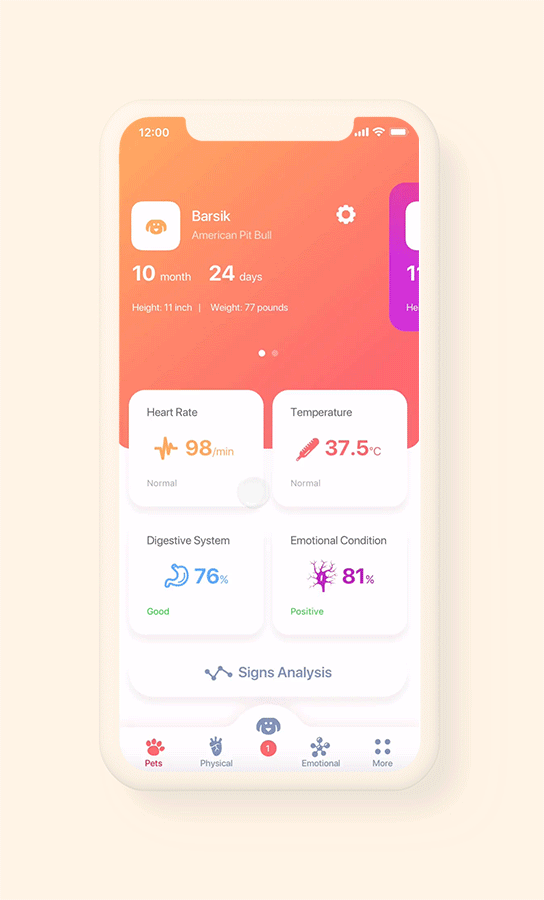 12:00
Barsik
American Pit Bull
10 month 24 days
Height: 11 inch | Weight: 77 pounds
Heart Rate
98/min
Normal
Temperature
37.5°C
Normal
Digestive System
76%
Good
Emotional Condition
81%
Positive
Signs Analysis
1
Pets
Physical
Emotional
More